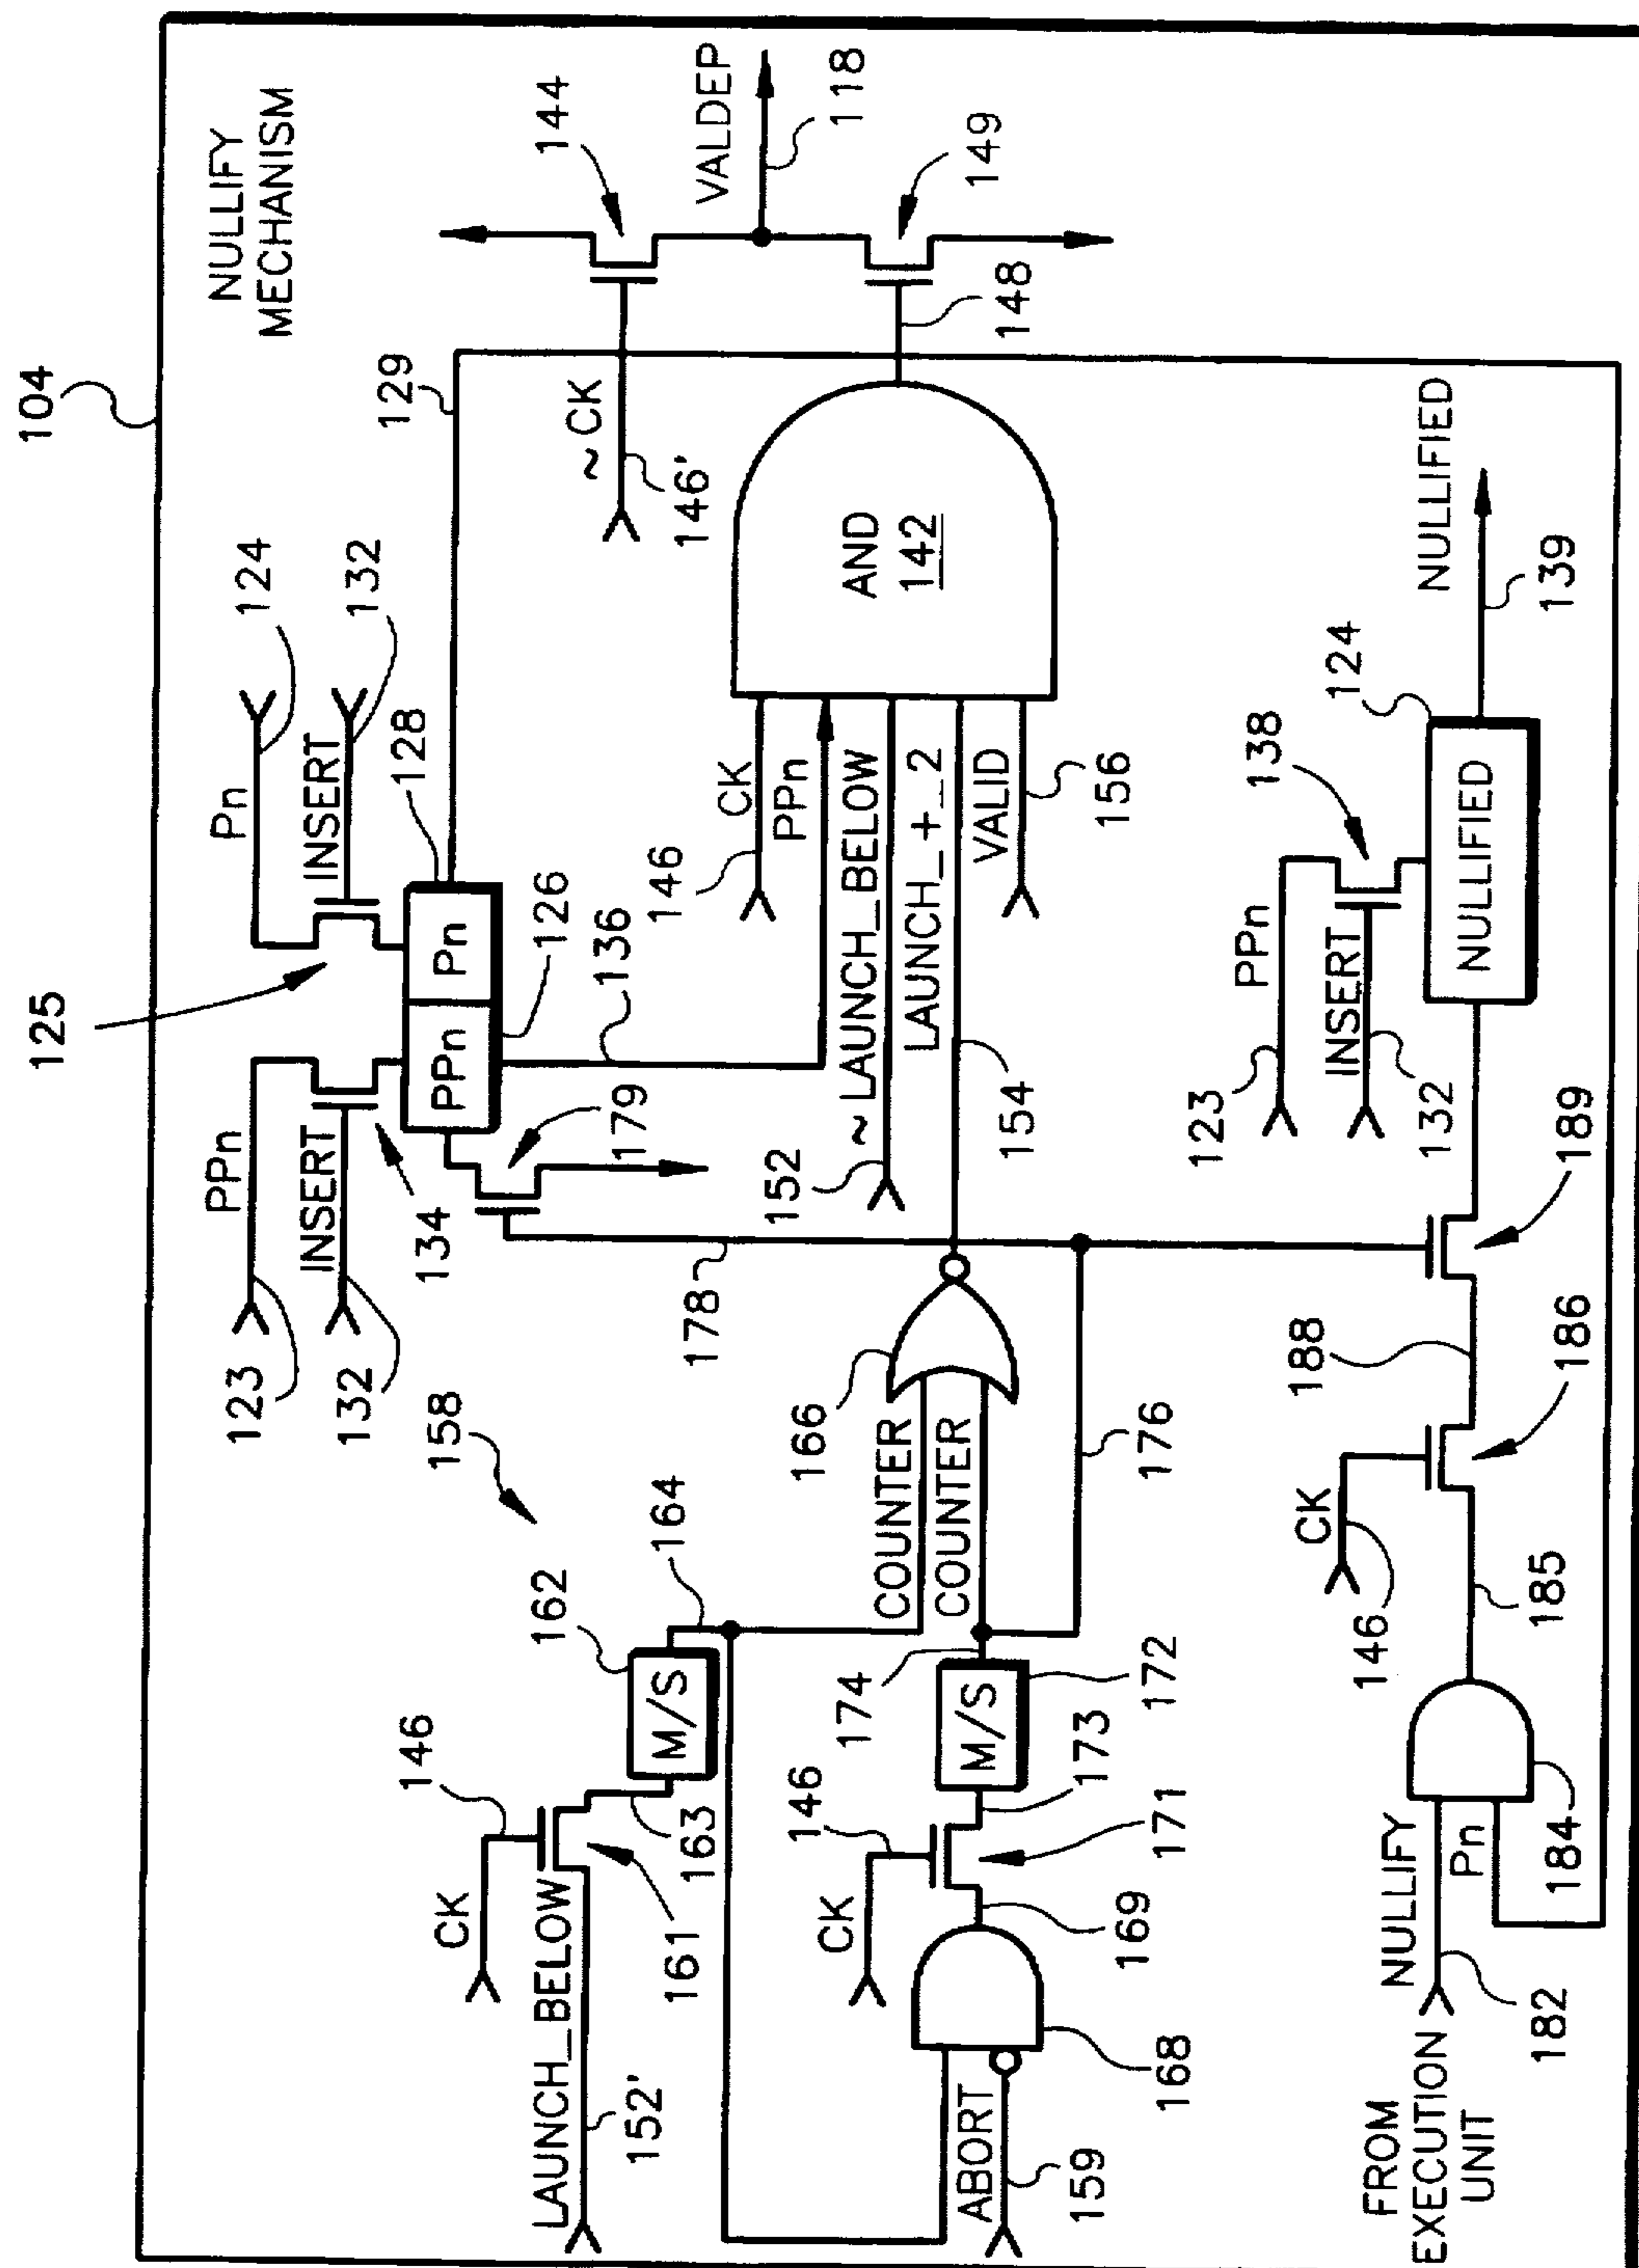 104
NULLIFY
MECHANISM
125
PPn
123
INSERT
132
134
PPn
Pn
Pn
124
INSERT
132
128
126
129
136
179
178
144
~ CK
146'
VALDEP
118
149
148
158
CK
146
LAUNCH_BELOW
152'
161
163
M/S
162
164
CK
146
PPn
~ LAUNCH_BELOW
152
LAUNCH_+_2
154
VALID
156
AND
142
COUNTER
COUNTER
166
ABORT
159
168
169
CK
146
171
173
M/S
172
174
176
FROM
EXECUTION
UNIT
NULLIFY
182
Pn
184
185
CK
146
186
188
189
PPn
123
INSERT
132
138
NULLIFIED
124
NULLIFIED
139